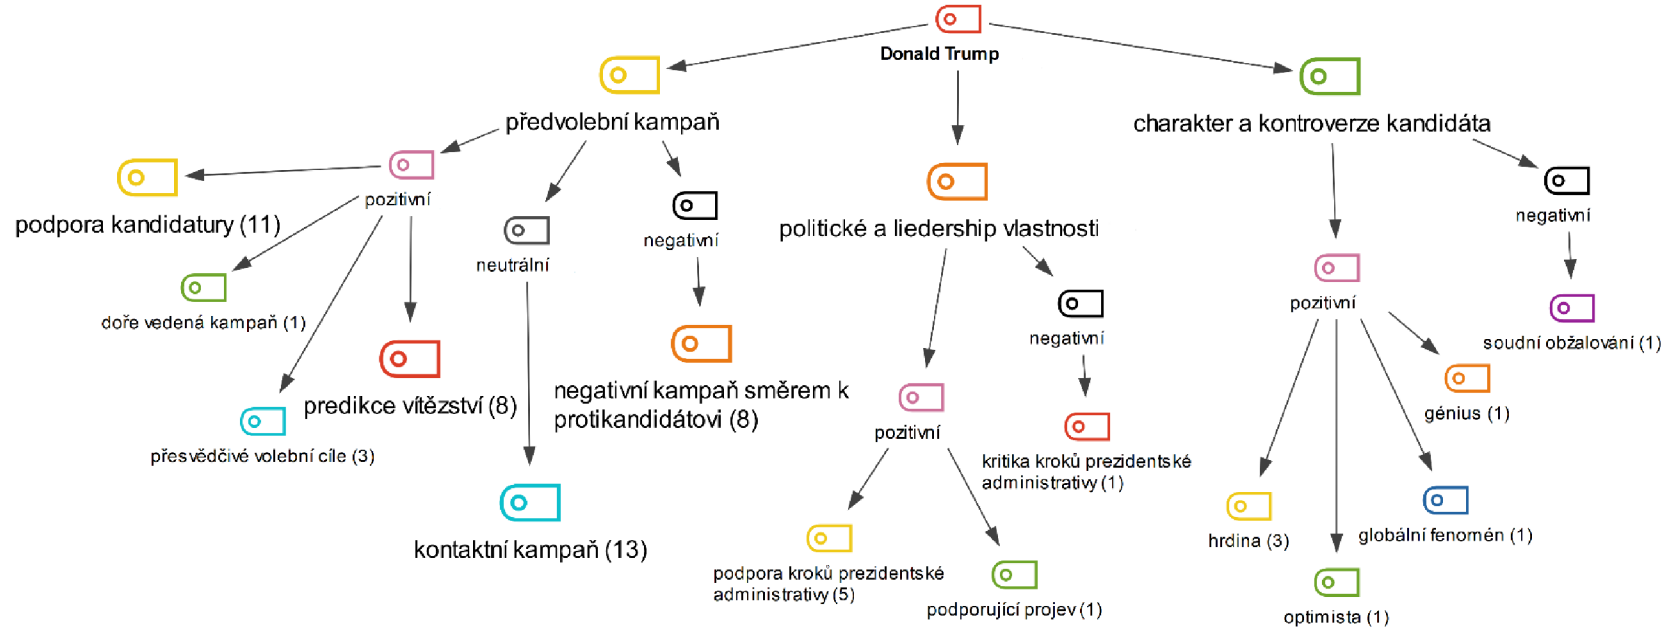 Donald Trump
předvolební kampaň
charakter a kontroverze kandidáta
pozitivní
podpora kandidatury (11)
neutrální
negativní
politické a liedership vlastnosti
negativní
pozitivní
doře vedená kampaň (1)
predikce vítězství (8)
negativní kampaň směrem k
protikandidátovi (8)
negativní
soudní obžalování (1)
přesvědčivé volební cíle (3)
pozitivní
génius (1)
kritika kroků prezidentské
administrativy (1)
kontaktní kampaň (13)
hrdina (3)
globální fenomén (1)
podpora kroků prezidentské
administrativy (5)
podporující projev (1)
optimista (1)